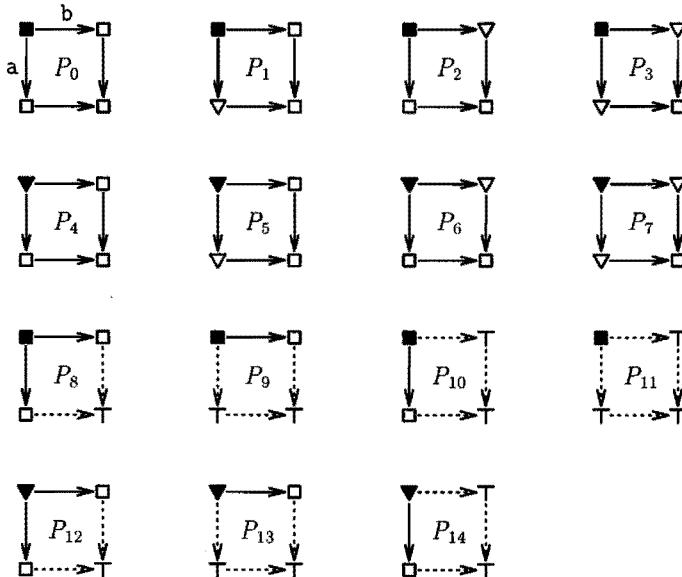 b
a P₀ P₁ P₂ P₃
P₄ P₅ P₆ P₇
P₈ P₉ P₁₀ P₁₁
P₁₂ P₁₃ P₁₄